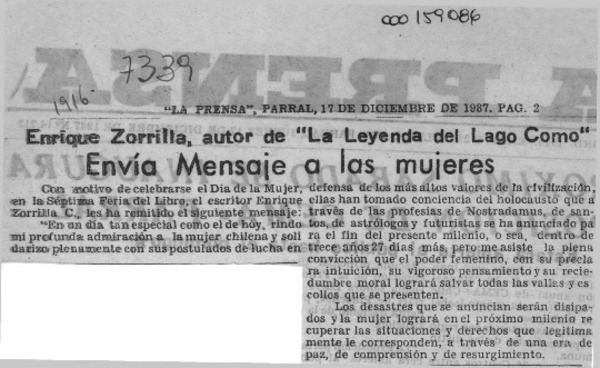 000159086
7339
1916-
A PRENSA
"LA PRENSA", PARRAL, 17 DE DICIEMBRE DE 1987. PAG. 2
Enrique Zorrilla, autor de "La Leyenda del Lago Como"
Envía Mensaje a las mujeres
Con motivo de celebrarse el Dia de la Mujer,
en la Séptima Feria del Libro, el escritor Enrique
Zorrilla C., les ha remitido el siguiente mensaje:
"En un día tan especial como el de hoy, rindo
mi profunda admiración a la mujer chilena y soli
darizo plenamente con sus postulados de lucha en
defensa de los más altos valores de la civilización,
ellas han tomado conciencia del holocausto que a
través de las profesias de Nostradamus, de san-
tos, de astrólogos y futuristas se ha anunciado pa
ra el fin del presente milenio, o sea, dentro de
trece años 27 días más, pero me asiste la plena
convicción que el poder femenino, con su precla
ra intuición, su vigoroso pensamiento y su recie-
dumbre moral logrará salvar todas las vallas y es
collos que se presenten.
Los desastres que se anuncian serán disipa-
dos y la mujer logrará en el próximo milenio re
cuperar las situaciones y derechos que legitima
mente le corresponden, a través de una era de
paz, de comprensión y de resurgimiento.